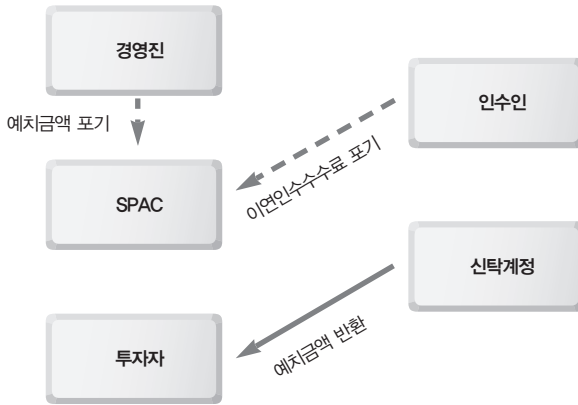 경영진
인수인
예치금액 포기
이연인수수수료 포기
SPAC
신탁계정
투자자
예치금액 반환